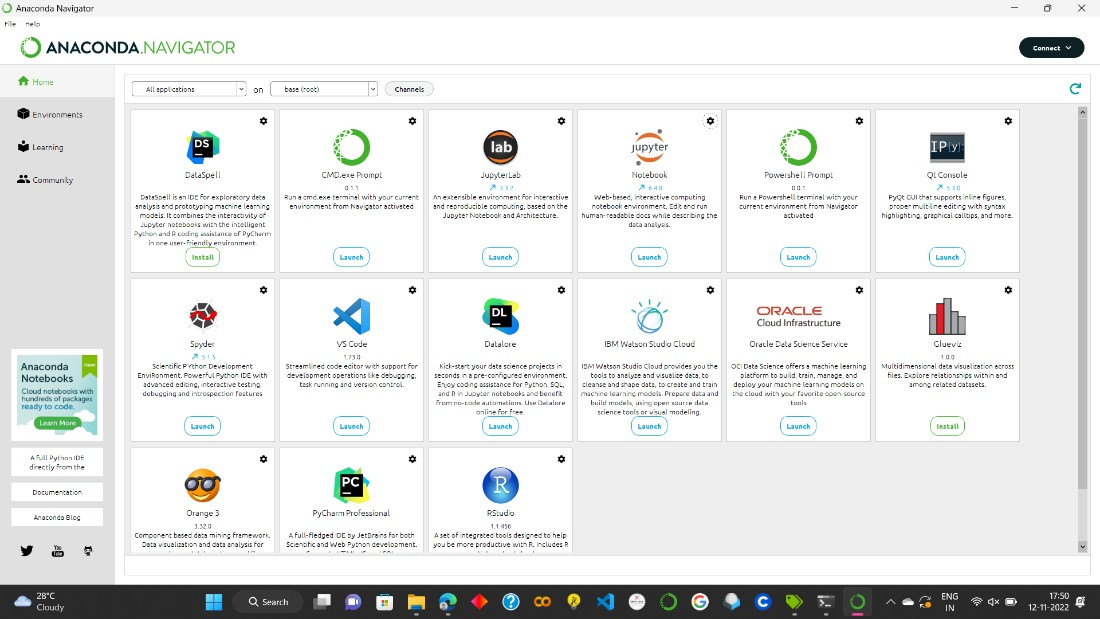 Anaconda Navigator
File Help
ANACONDA.NAVIGATOR
Connect
Home
Environments
Learning
Community
All applications on base (root) Channels
DS
DataSpell
DataSpell is an IDE for exploratory data
analysis and prototyping machine learning
models. It combines the interactivity of
Jupyter notebooks with the intelligent
Python and R coding assistance of PyCharm
in one user-friendly environment.
Install
CMD.exe Prompt
0.1.1
Run a cmd.exe terminal with your current
environment from Navigator activated
Launch
lab
JupyterLab
3.3.2
An extensible environment for interactive
and reproducible computing, based on the
Jupyter Notebook and Architecture.
Launch
jupyter
Notebook
6.4.8
Web-based, interactive computing
notebook environment. Edit and run
human-readable docs while describing the
data analysis.
Launch
Powershell Prompt
0.0.1
Run a Powershell terminal with your
current environment from Navigator
activated
Launch
IP[y]:
Qt Console
5.3.0
PyQt GUI that supports inline figures,
proper multiline editing with syntax
highlighting, graphical calltips, and more.
Launch
Spyder
5.1.5
Scientific PYthon Development
EnviRonment. Powerful Python IDE with
advanced editing, interactive testing,
debugging and introspection features
Launch
VS Code
1.73.0
Streamlined code editor with support for
development operations like debugging,
task running and version control.
Launch
DL
Datalore
Kick-start your data science projects in
seconds in a pre-configured environment.
Enjoy coding assistance for Python, SQL,
and R in Jupyter notebooks and benefit
from no-code automations. Use Datalore
online for free.
Launch
IBM Watson Studio Cloud
IBM Watson Studio Cloud provides you the
tools to analyze and visualize data, to
cleanse and shape data, to create and train
machine learning models. Prepare data and
build models, using open source data
science tools or visual modeling.
Launch
ORACLE
Cloud Infrastructure
Oracle Data Science Service
OCI Data Science offers a machine learning
platform to build, train, manage, and
deploy your machine learning models on
the cloud with your favorite open-source
tools
Launch
Glueviz
1.0.0
Multidimensional data visualization across
files. Explore relationships within and
among related datasets.
Install
Orange 3
3.32.0
Component based data mining framework.
Data visualization and data analysis for
PC
PyCharm Professional
A full-fledged IDE by JetBrains for both
Scientific and Web Python development.
R
RStudio
1.1.456
A set of integrated tools designed to help
you be more productive with R. Includes R
Anaconda
Notebooks
Cloud notebooks with
hundreds of packages
ready to code.
Learn More
A Full Python IDE
directly from the
Documentation
Anaconda Blog
You
Tube
28°C
Cloudy
Search
ENG
IN
17:50
12-11-2022